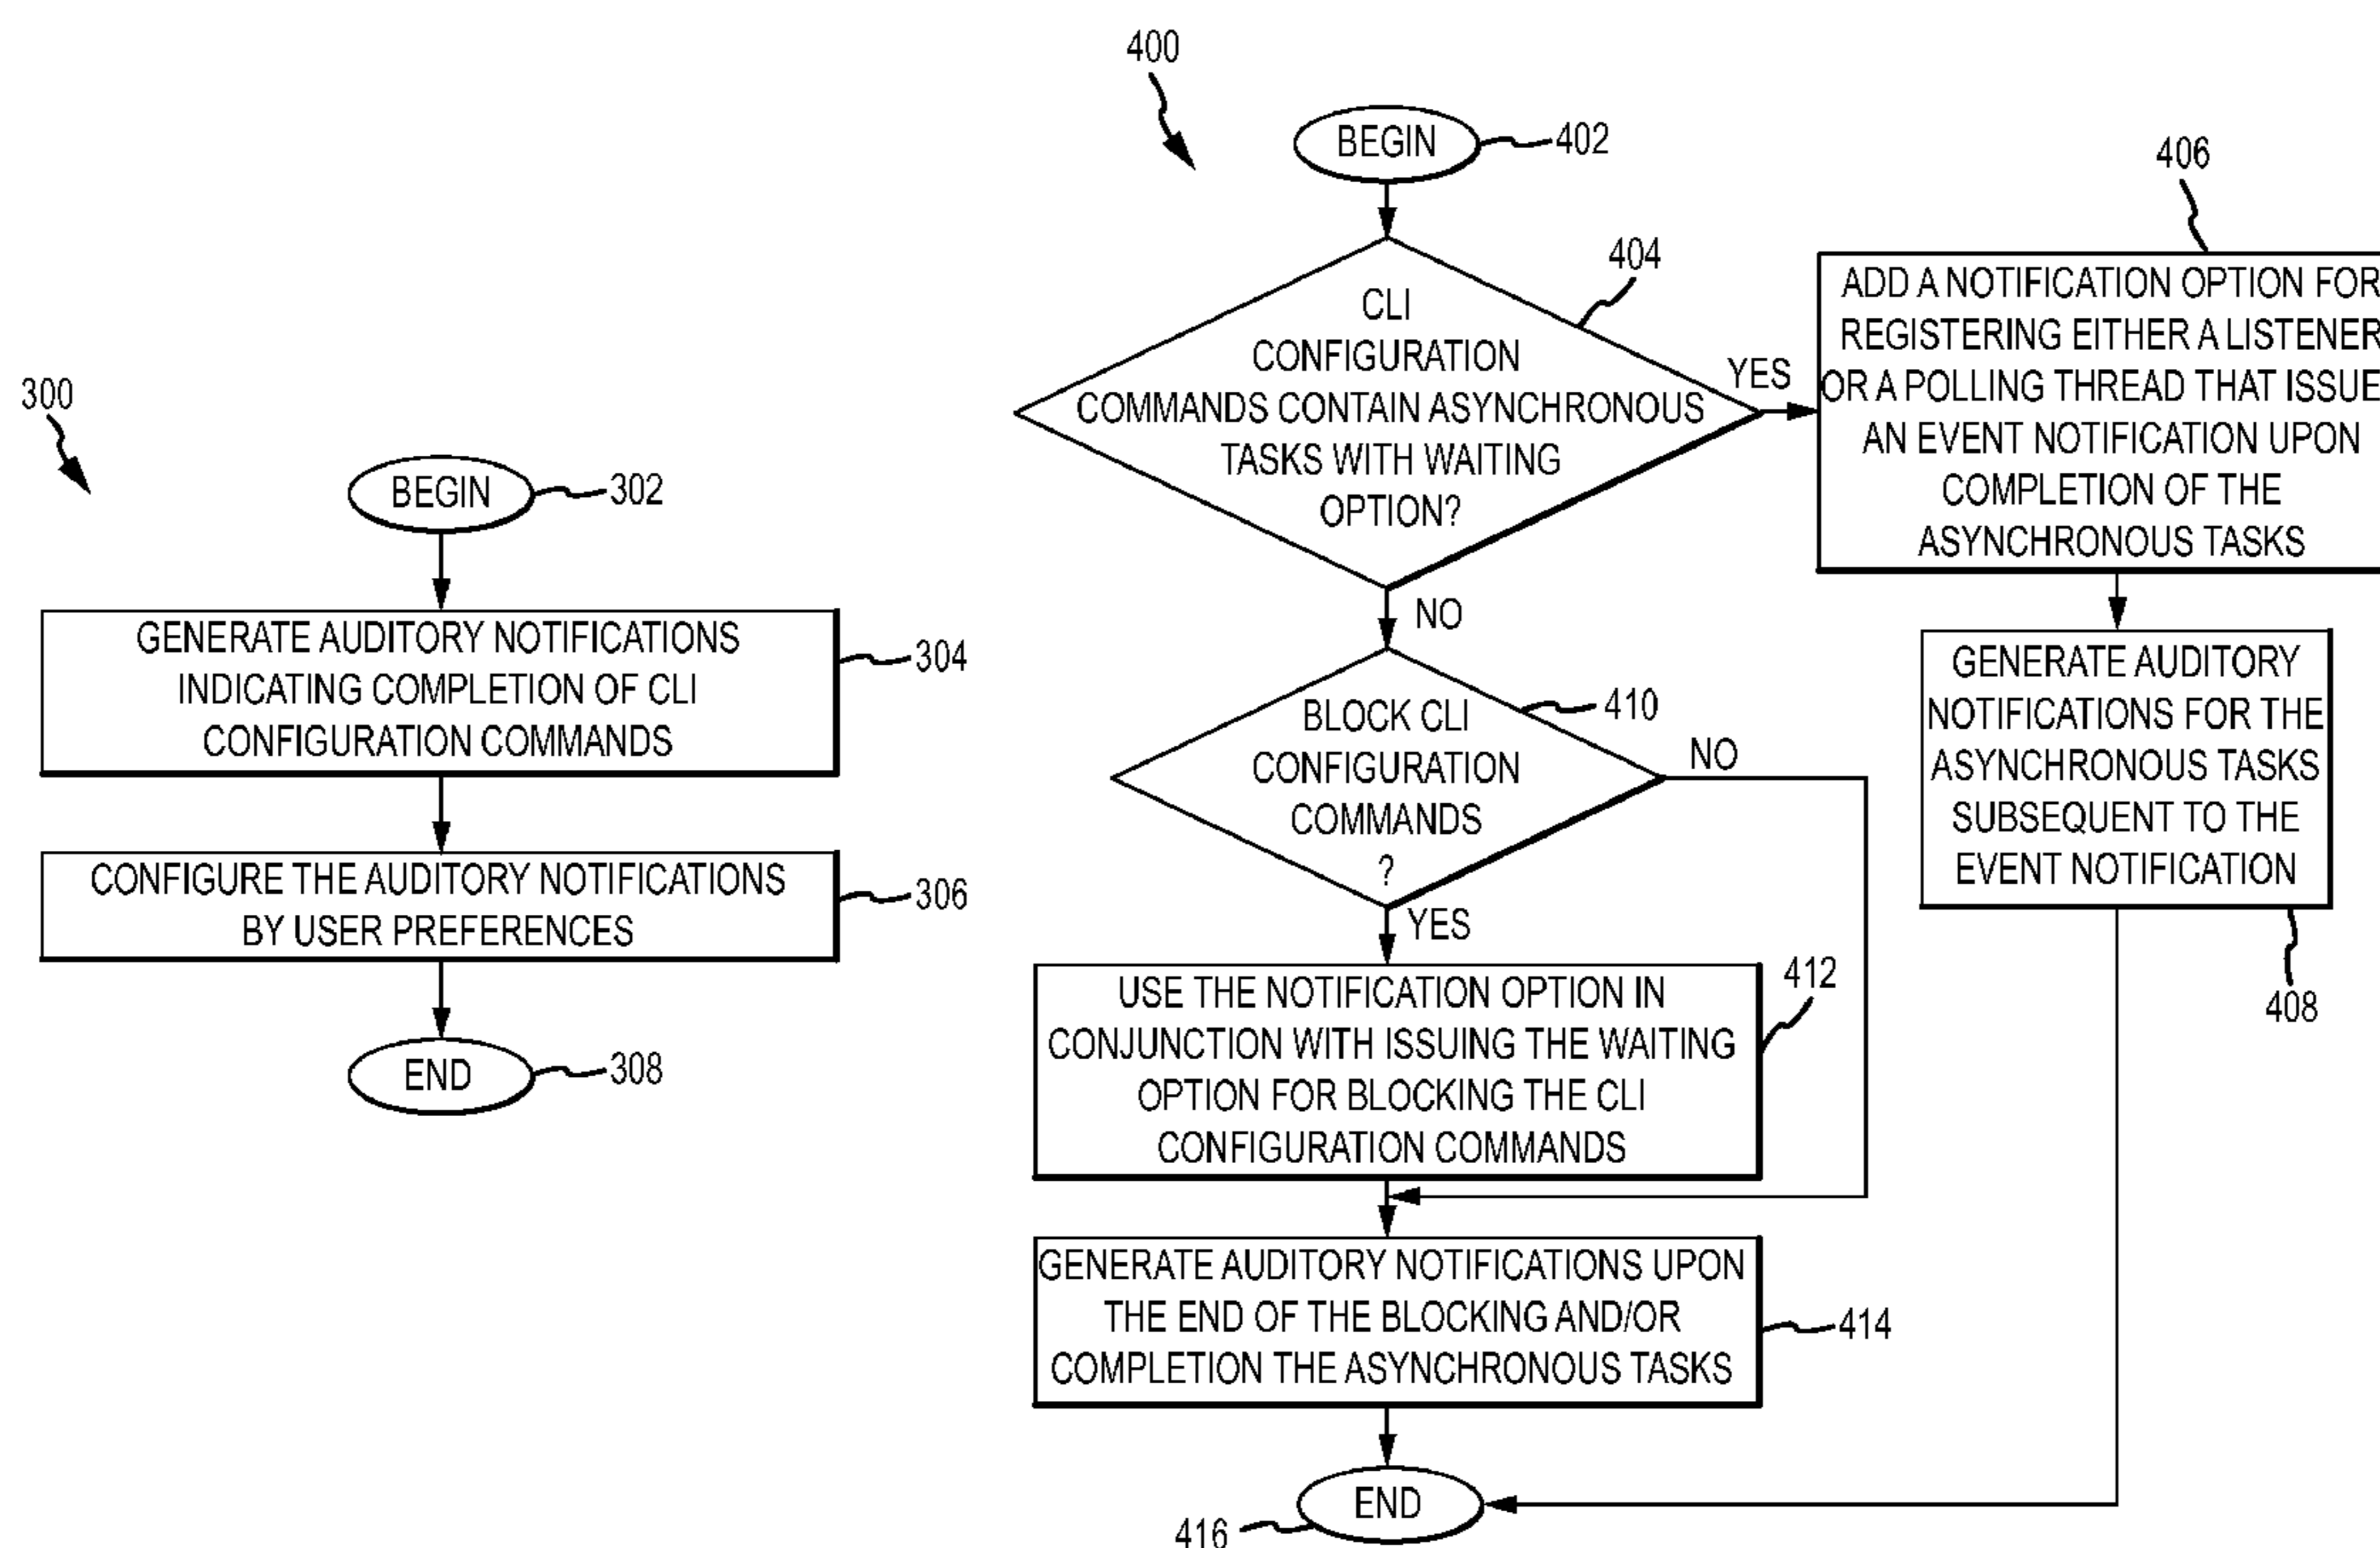 300
BEGIN
302
GENERATE AUDITORY NOTIFICATIONS
INDICATING COMPLETION OF CLI
CONFIGURATION COMMANDS
304
CONFIGURE THE AUDITORY NOTIFICATIONS
BY USER PREFERENCES
306
END
308
400
BEGIN
402
CLI
CONFIGURATION
COMMANDS CONTAIN ASYNCHRONOUS
TASKS WITH WAITING
OPTION?
404
YES
NO
406
ADD A NOTIFICATION OPTION FOR
REGISTERING EITHER A LISTENER
OR A POLLING THREAD THAT ISSUE
AN EVENT NOTIFICATION UPON
COMPLETION OF THE
ASYNCHRONOUS TASKS
GENERATE AUDITORY
NOTIFICATIONS FOR THE
ASYNCHRONOUS TASKS
SUBSEQUENT TO THE
EVENT NOTIFICATION
408
BLOCK CLI
CONFIGURATION
COMMANDS
?
410
NO
YES
USE THE NOTIFICATION OPTION IN
CONJUNCTION WITH ISSUING THE WAITING
OPTION FOR BLOCKING THE CLI
CONFIGURATION COMMANDS
412
GENERATE AUDITORY NOTIFICATIONS UPON
THE END OF THE BLOCKING AND/OR
COMPLETION THE ASYNCHRONOUS TASKS
414
END
416